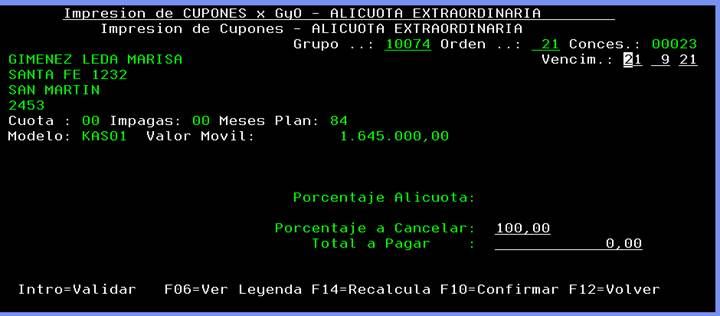 Impresion de CUPONES x GyO - ALICUOTA EXTRAORDINARIA
Impresion de Cupones - ALICUOTA EXTRAORDINARIA
Grupo ..: 10074 Orden ..: 21 Conces.: 00023
GIMENEZ LEDA MARISA Vencim.: 21 9 21
SANTA FE 1232
SAN MARTIN
2453
Cuota : 00 Impagas: 00 Meses Plan: 84
Modelo: KAS01 Valor Movil: 1.645.000,00
Porcentaje Alicuota:
Porcentaje a Cancelar: 100,00
Total a Pagar : 0,00
Intro=Validar F06=Ver Leyenda F14=Recalcula F10=Confirmar F12=Volver